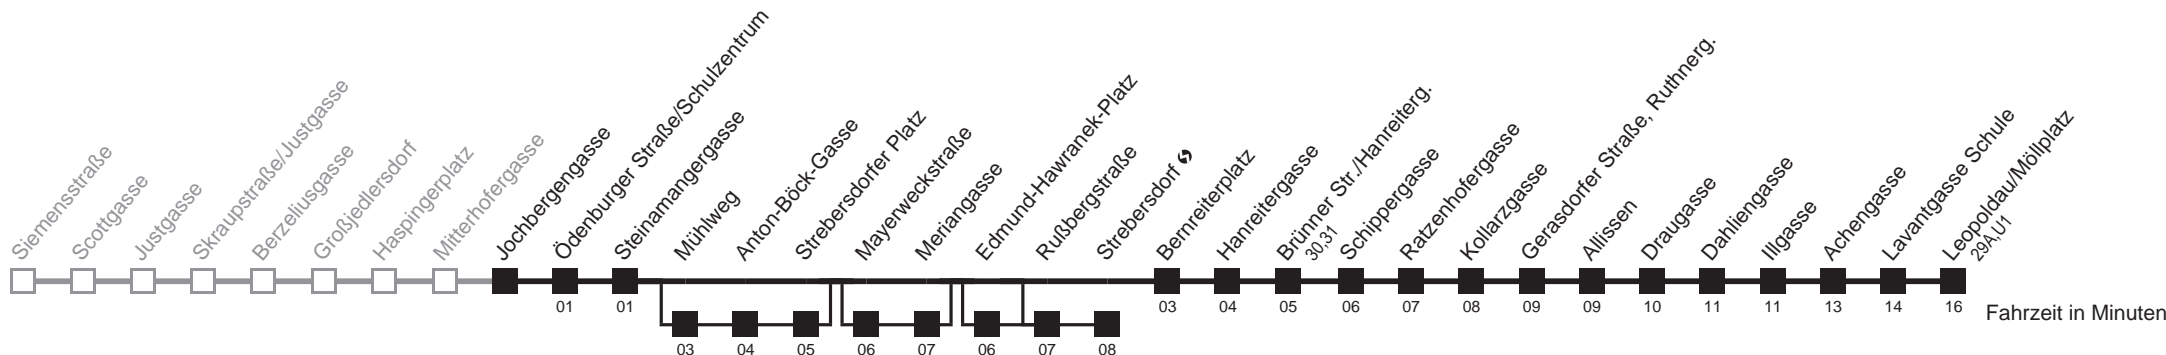 Siemensstraße
Scottgasse
Justgasse
Skraupstraße/Justgasse
Berzeliusgasse
Großjedlersdorf
Haspingerplatz
Mitterhofergasse
Jochbergengasse
Ödenburger Straße/Schulzentrum
Steinamangergasse
Mühlweg
Anton-Böck-Gasse
Strebersdorfer Platz
Mayerweckstraße
Meriangasse
Edmund-Hawranek-Platz
Rußbergstraße
Strebersdorf
Bernreiterplatz
Hanreitergasse
Brünner Str./Hanreiterg.
30,31
Schippergasse
Ratzenhofergasse
Kollarzgasse
Gerasdorfer Straße, Ruthnerg.
Allissen
Draugasse
Dahliengasse
Illgasse
Achengasse
Lavantgasse Schule
Leopoldau/Möllplatz
29A,U1
01 01 03 04 05 06 07 08 09 09 10 11 11 13 14 16
Fahrzeit in Minuten
03 04 05 06 07 06 07 08